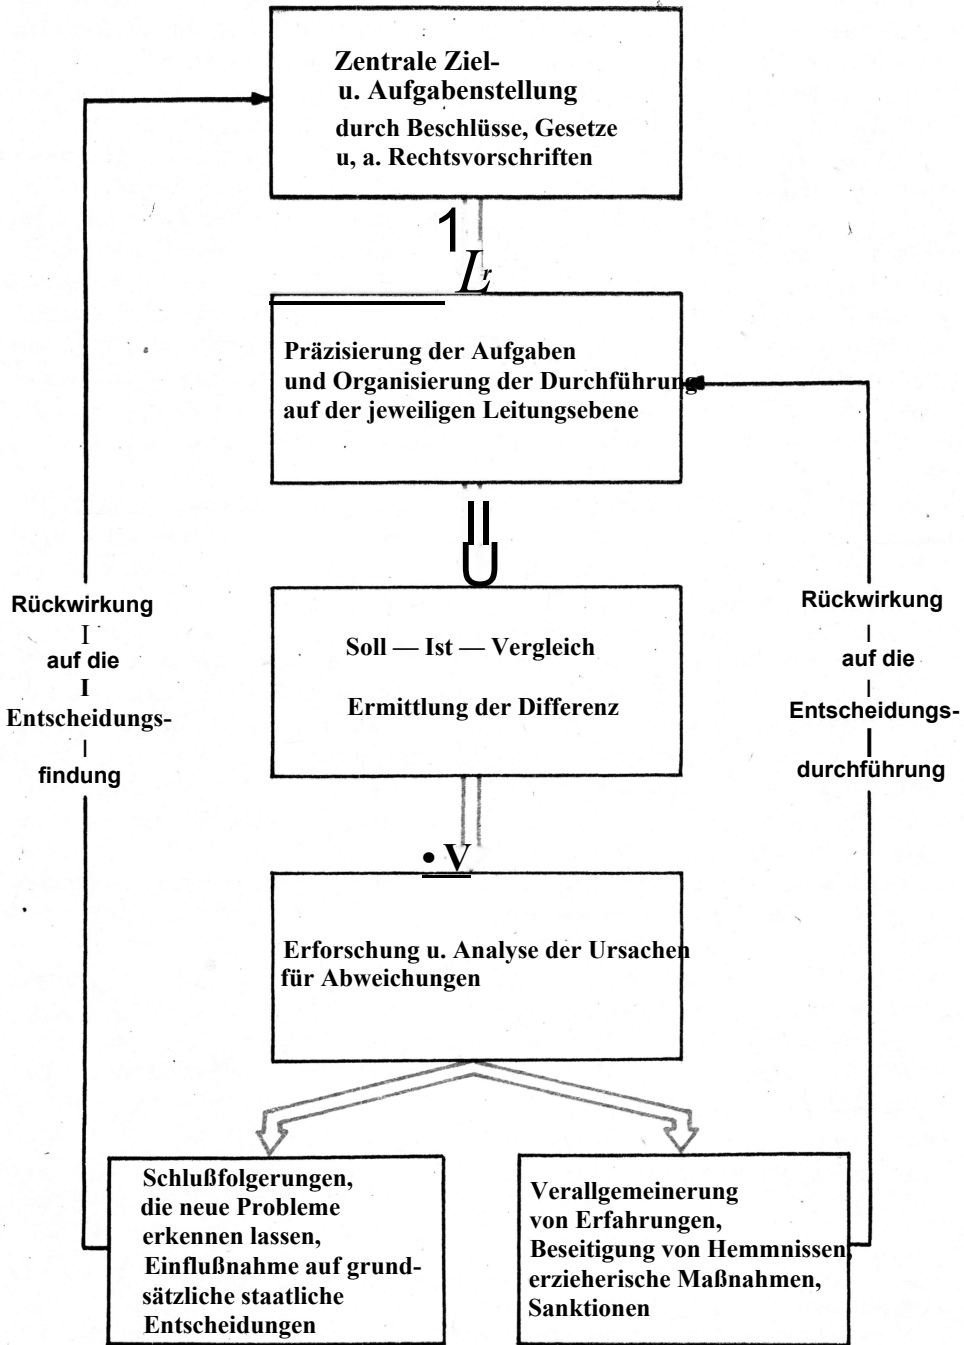 Zentrale Ziel-
u. Aufgabenstellung
durch Beschlüsse, Gesetze
u, a. Rechtsvorschriften
1
Lr
Präzisierung der Aufgaben
und Organisierung der Durchführung
auf der jeweiligen Leitungsebene
U
Soll — Ist — Vergleich
Ermittlung der Differenz
• V
Erforschung u. Analyse der Ursachen
für Abweichungen
Schlußfolgerungen,
die neue Probleme
erkennen lassen,
Einflußnahme auf grund-
sätzliche staatliche
Entscheidungen
Verallgemeinerung
von Erfahrungen,
Beseitigung von Hemmnissen,
erzieherische Maßnahmen,
Sanktionen
Rückwirkung
I
auf die
I
Entscheidungs-
I
findung
Rückwirkung
I
auf die
I
Entscheidungs-
durchführung